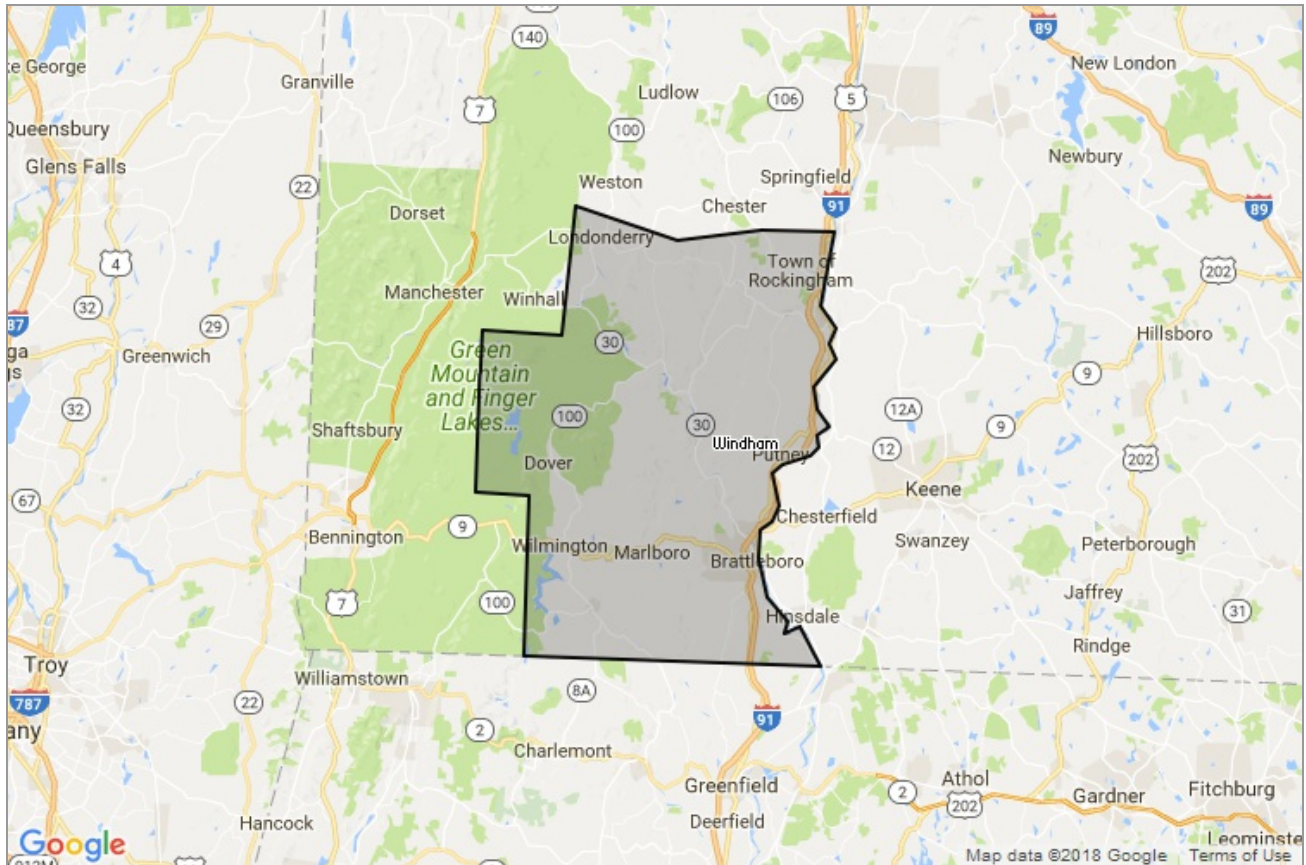 140
89
ke George
Granville
New London
Ludlow
7
106
5
100
Queensbury
Glens Falls
Newbury
22
Weston
Springfield
Chester
91
89
Dorset
Londonderry
4
Town of
Rockingham
202
Manchester
Winhall
32
87
29
Hillsboro
ga
gs
Greenwich
30
Green
Mountain
and Finger
Lakes...
9
32
100
12A
30
9
Shaftsbury
Windham
12
Putney
202
Dover
67
Keene
Chesterfield
Bennington
9
Wilmington
Marlboro
Brattleboro
Swanzey
Peterborough
7
100
Jaffrey
Hinsdale
31
Troy
Rindge
Williamstown
8A
787
22
any
2
91
Charlemont
Greenfield
Athol
2
202
Gardner
Fitchburg
Hancock
Deerfield
Leominste
Google
Map data ©2018 Google
Terms of Use